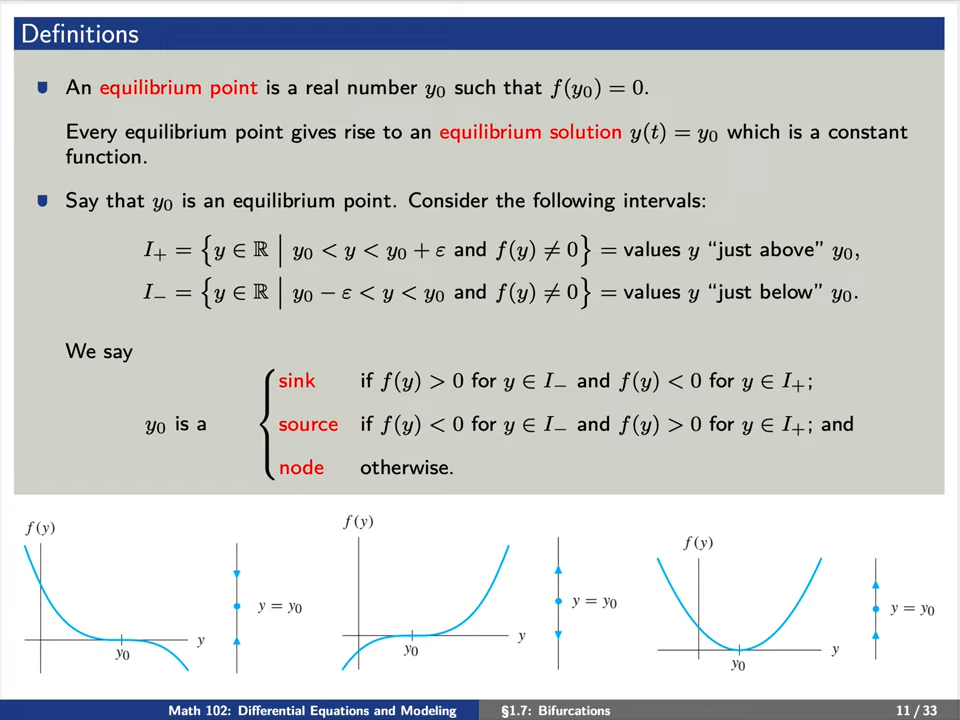 Definitions
An equilibrium point is a real number y₀ such that f(y₀) = 0.
Every equilibrium point gives rise to an equilibrium solution y(t) = y₀ which is a constant
function.
Say that y₀ is an equilibrium point. Consider the following intervals:
I₊ = {y ∈ ℝ | y₀ < y < y₀ + ε and f(y) ≠ 0} = values y “just above” y₀,
I₋ = {y ∈ ℝ | y₀ − ε < y < y₀ and f(y) ≠ 0} = values y “just below” y₀.
We say
sink if f(y) > 0 for y ∈ I₋ and f(y) < 0 for y ∈ I₊;
y₀ is a { source if f(y) < 0 for y ∈ I₋ and f(y) > 0 for y ∈ I₊; and
node otherwise.
f(y)
y
y₀
y = y₀
f(y)
y
y₀
y = y₀
f(y)
y
y₀
y = y₀
Math 102: Differential Equations and Modeling §1.7: Bifurcations 11 / 33